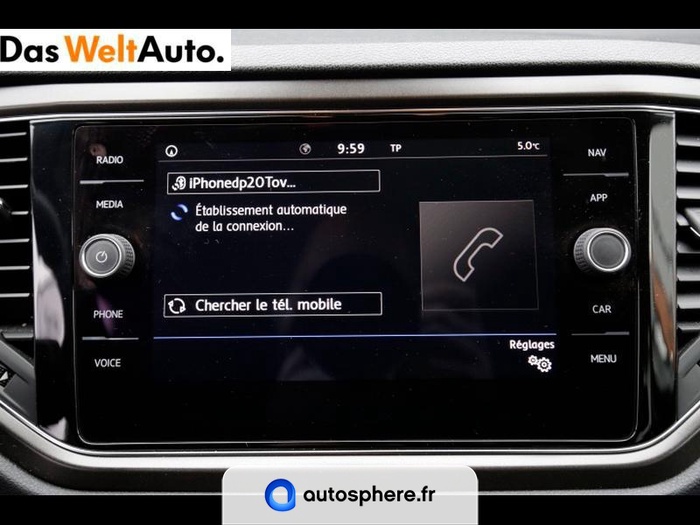 Das WeltAuto.
RADIO
MEDIA
PHONE
VOICE
9:59 TP 5.0°C
iPhonedp20Tov...
Établissement automatique
de la connexion...
Chercher le tél. mobile
Réglages
NAV
APP
CAR
MENU
autosphere.fr